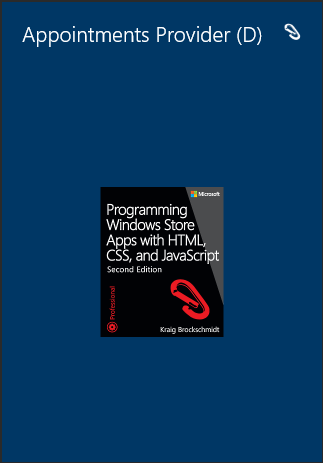 Appointments Provider (D)
Microsoft
Programming
Windows Store
Apps with HTML,
CSS, and JavaScript
Second Edition
Professional
Kraig Brockschmidt